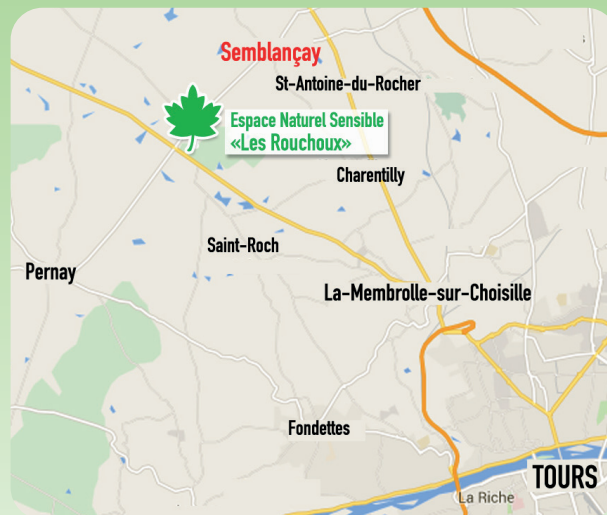 Semblançay
St-Antoine-du-Rocher
Espace Naturel Sensible
«Les Rouchoux»
Charentilly
Saint-Roch
Pernay
La-Membrolle-sur-Choisille
Fondettes
TOURS
La Riche